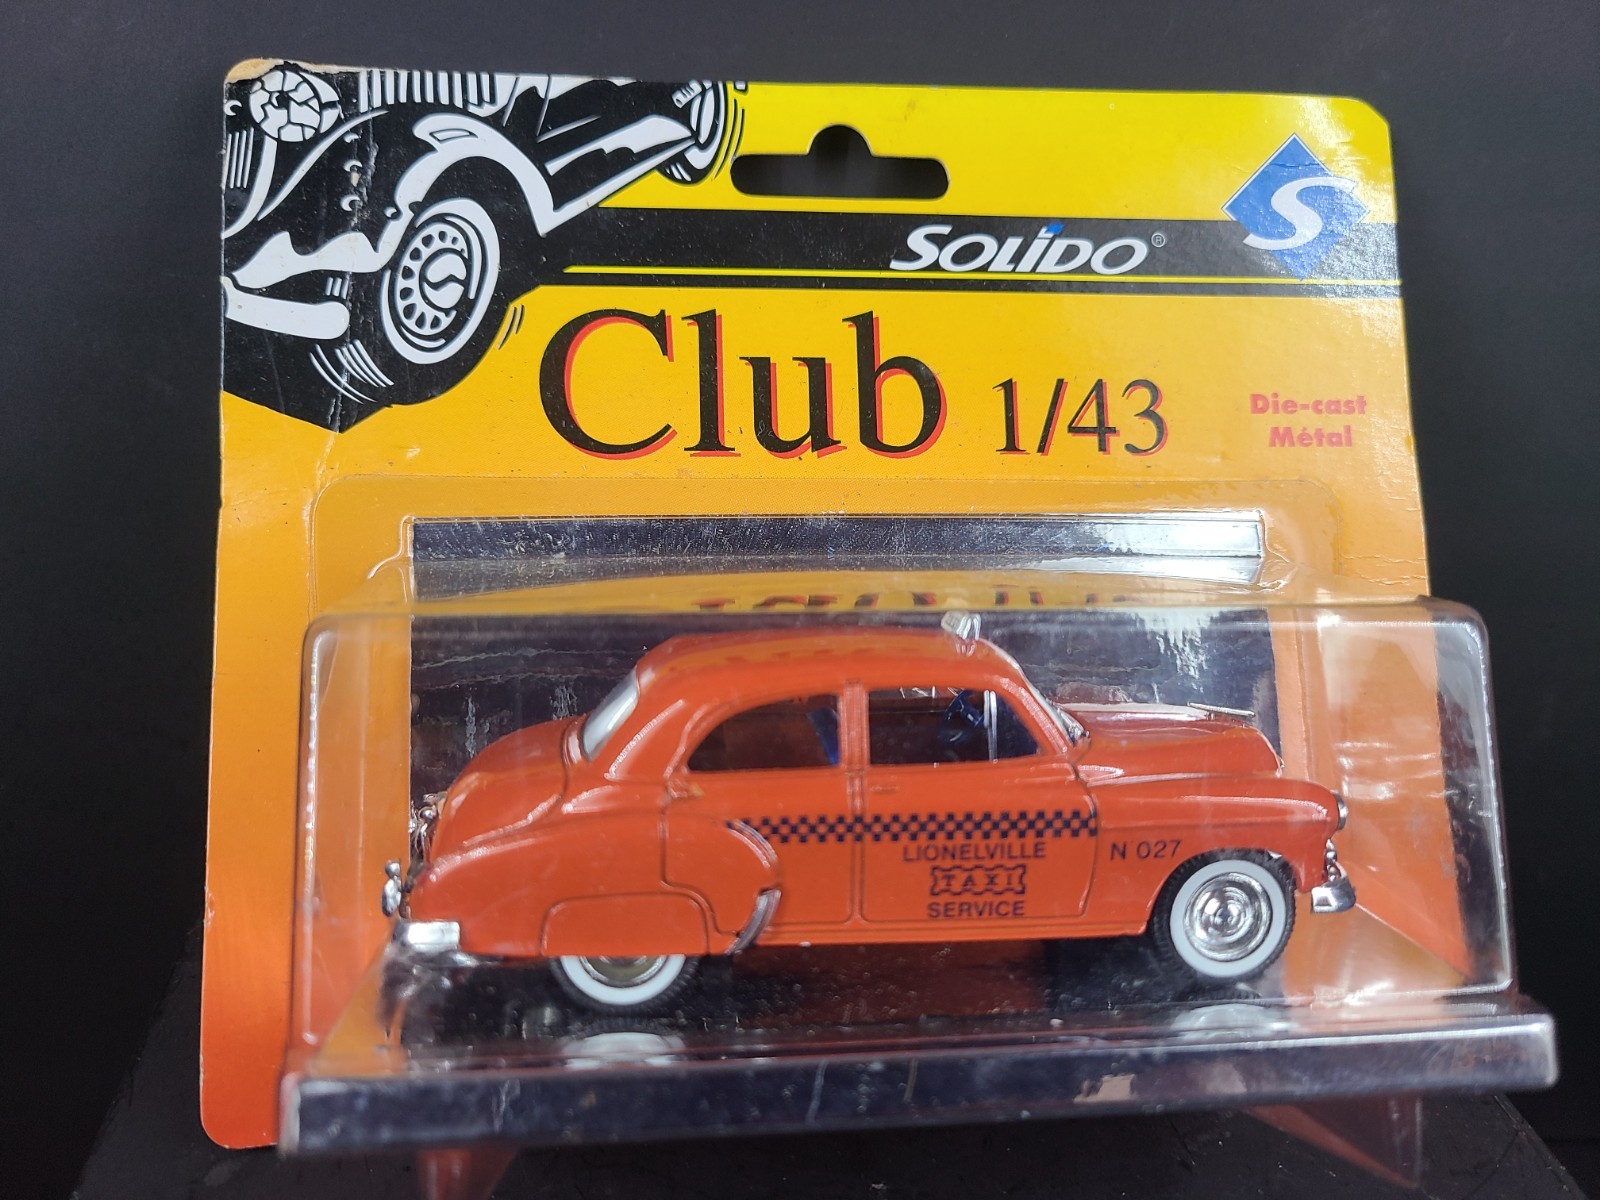 S
SOLiDO®
Club 1/43
Die-cast
Métal
LIONELVILLE
TAXI
SERVICE
N 027